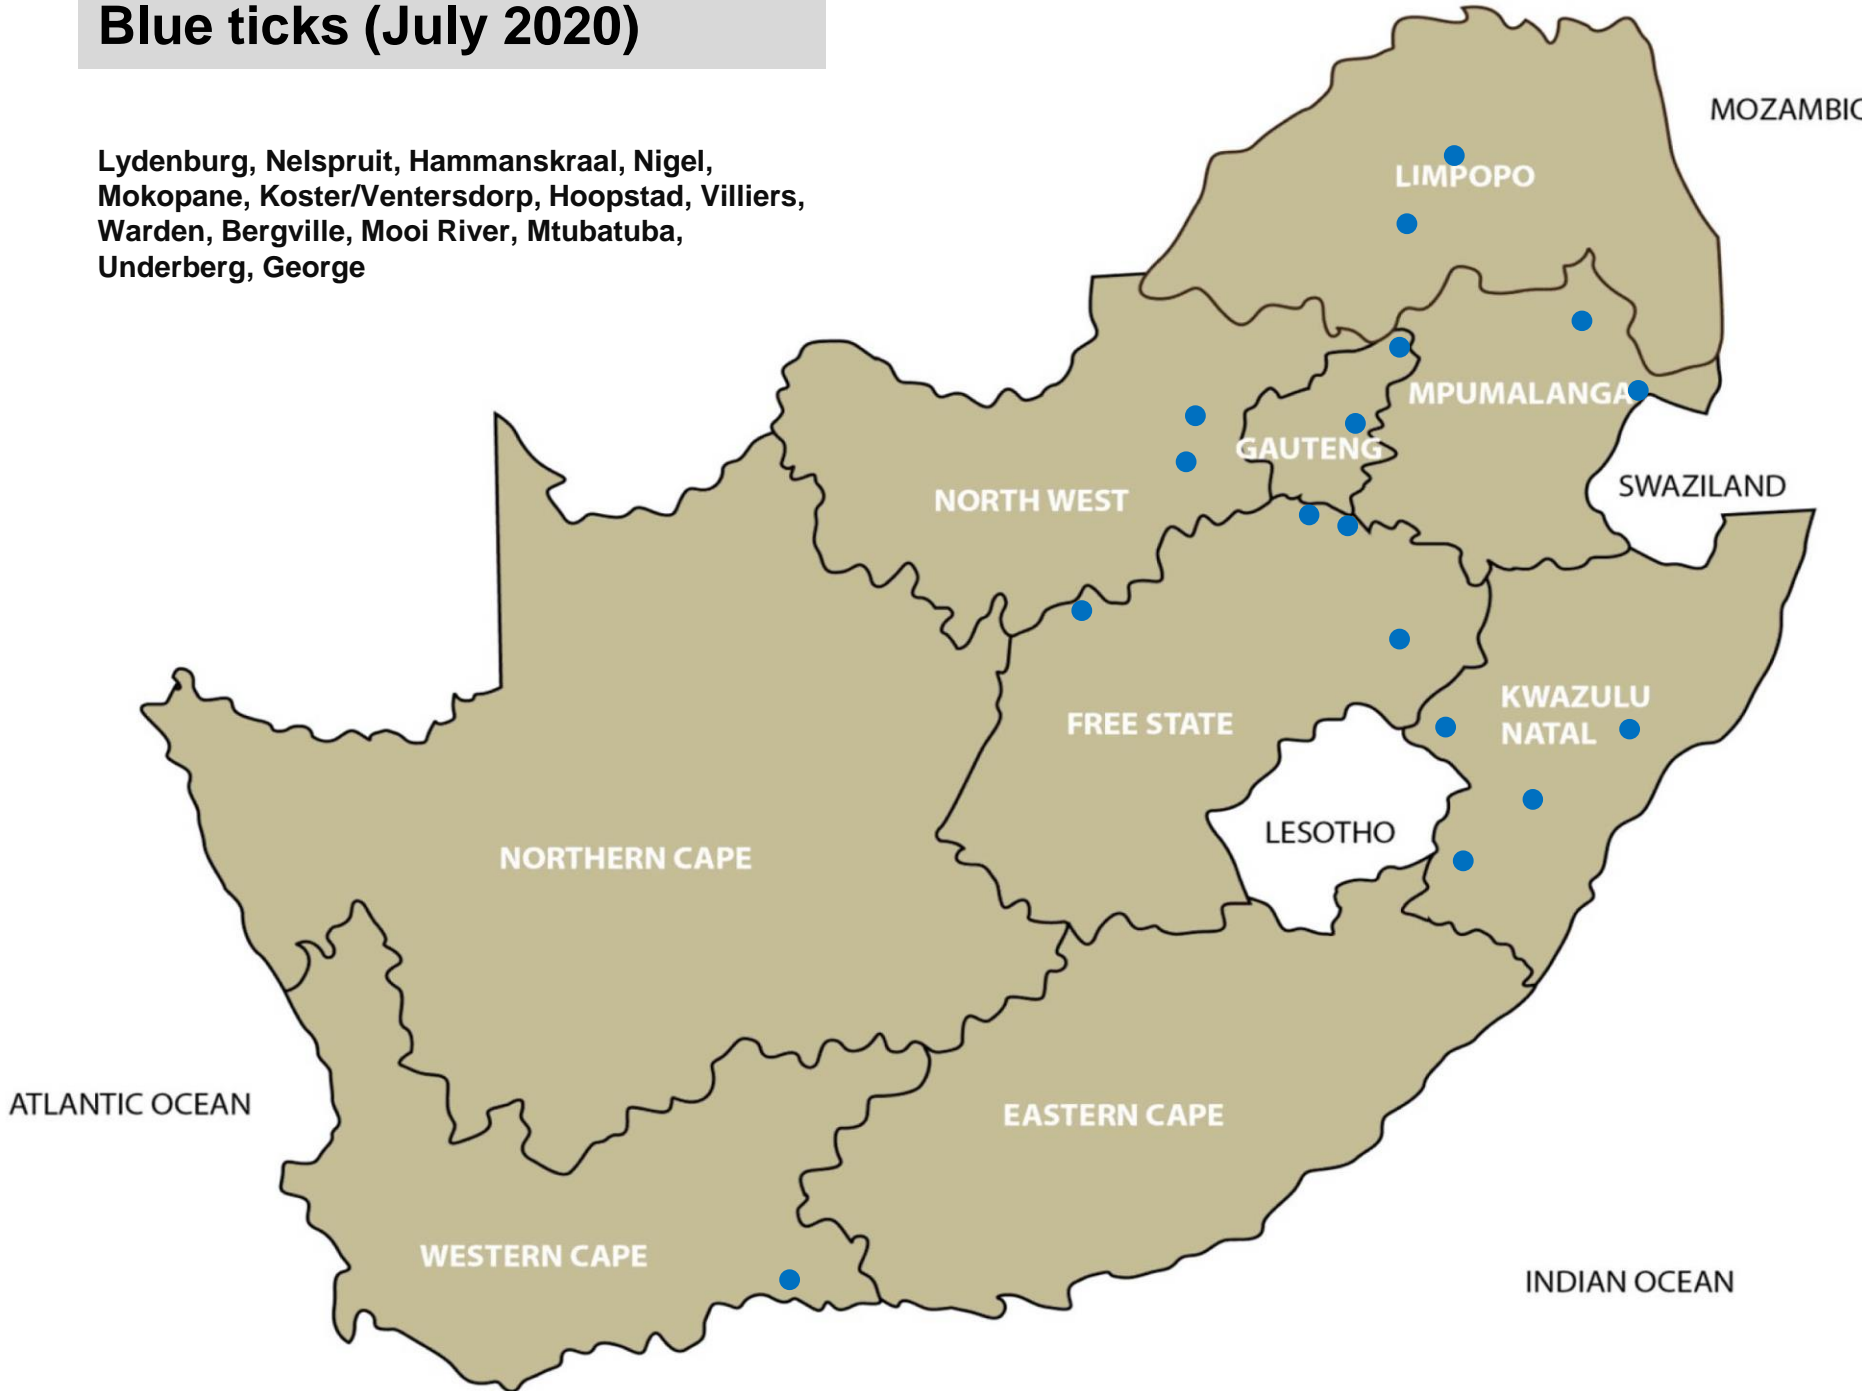 Blue ticks (July 2020)
Lydenburg, Nelspruit, Hammanskraal, Nigel,
Mokopane, Koster/Ventersdorp, Hoopstad, Villiers,
Warden, Bergville, Mooi River, Mtubatuba,
Underberg, George
MOZAMBIC
LIMPOPO
MPUMALANGA
GAUTENG
SWAZILAND
NORTH WEST
KWAZULU
NATAL
FREE STATE
LESOTHO
NORTHERN CAPE
ATLANTIC OCEAN
EASTERN CAPE
WESTERN CAPE
INDIAN OCEAN